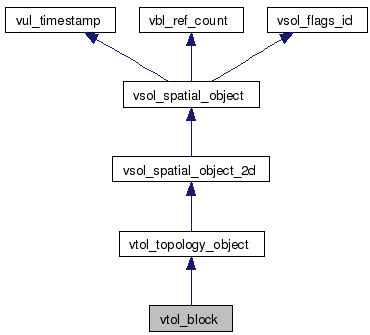 vul_timestamp vbl_ref_count vsol_flags_id
vsol_spatial_object
vsol_spatial_object_2d
vtol_topology_object
vtol_block